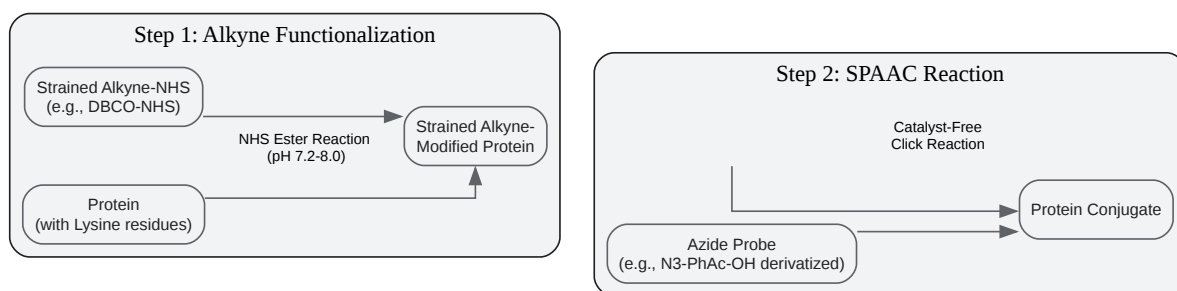 Step 1: Alkyne Functionalization
Strained Alkyne-NHS
(e.g., DBCO-NHS)
NHS Ester Reaction
(pH 7.2-8.0)
Strained Alkyne-
Modified Protein
Protein
(with Lysine residues)
Step 2: SPAAC Reaction
Catalyst-Free
Click Reaction
Protein Conjugate
Azide Probe
(e.g., N3-PhAc-OH derivatized)